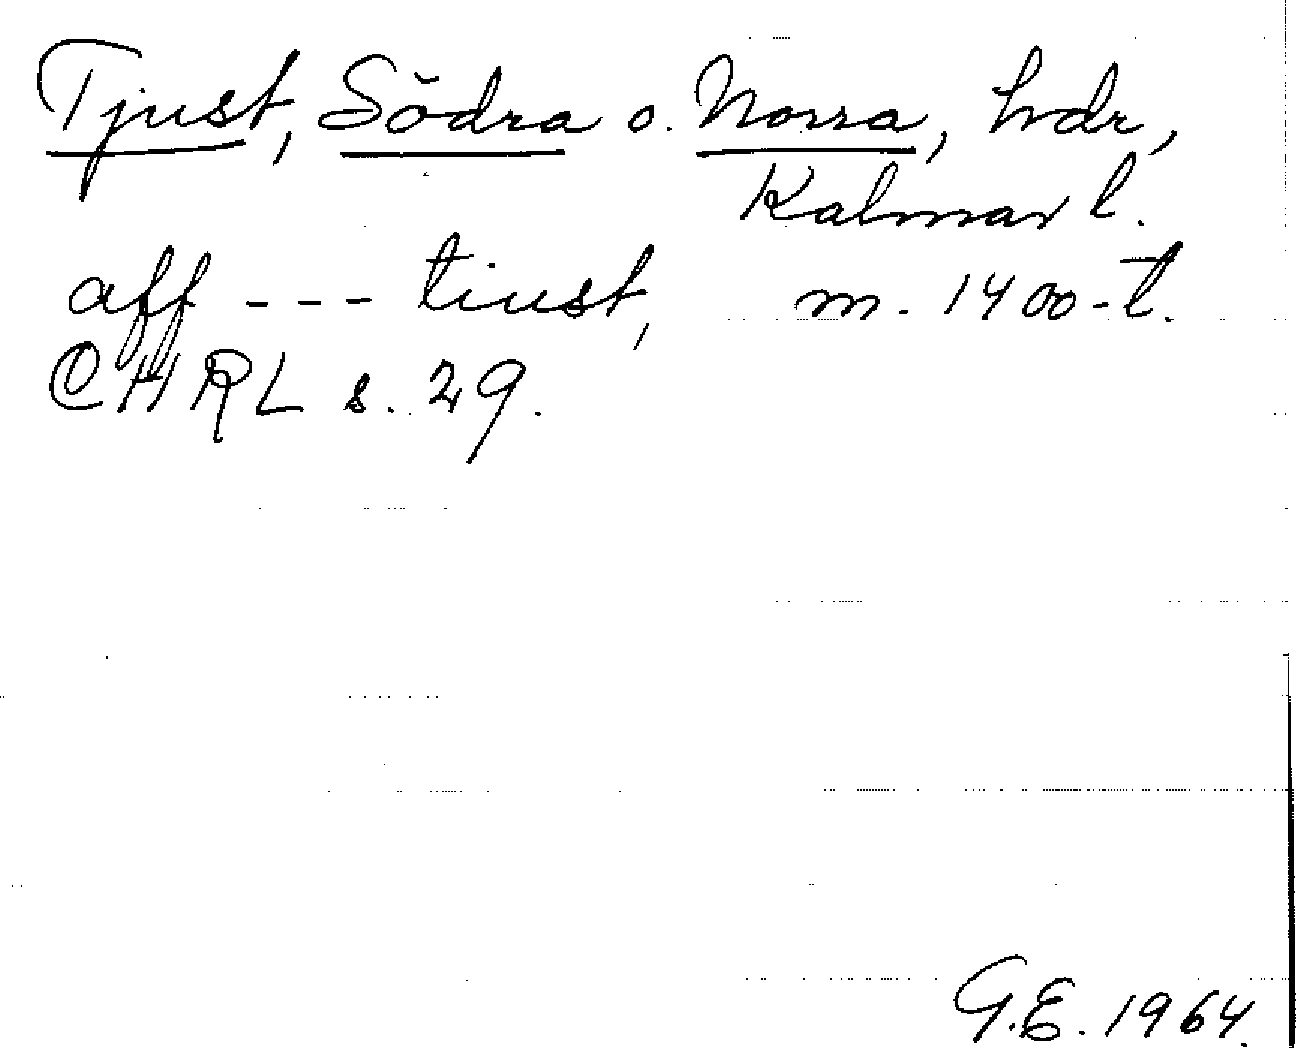 Tjust, Södra o. Norra, hdr,
Kalmar l.
aff --- tiust, m. 1400-t.
CHRL s. 29.
G.E. 1964.